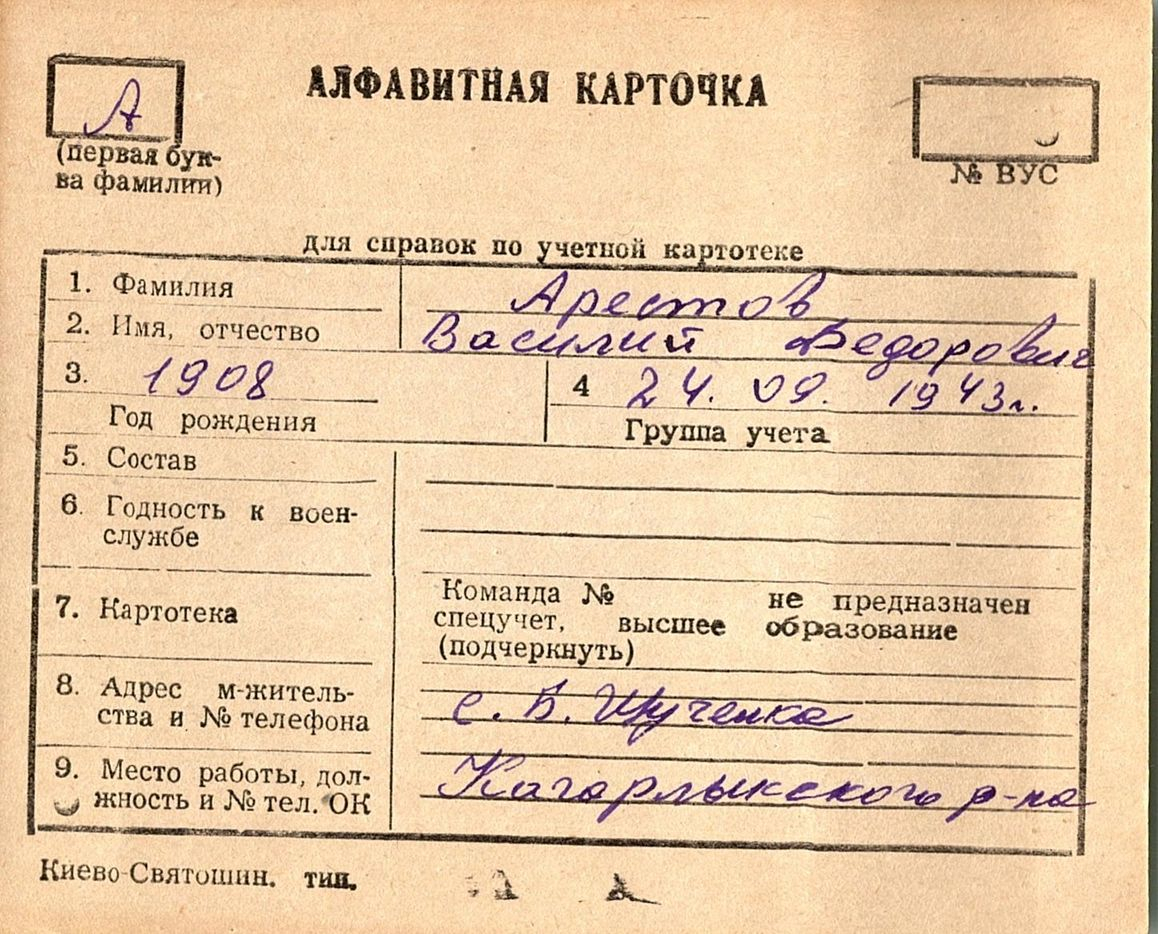 АЛФАВИТНАЯ КАРТОЧКА
А
(первая бук-
ва фамилии)
№ ВУС
для справок по учетной картотеке
1. Фамилия Арестов
2. Имя, отчество Василий Федорович
3. 1908
4 24. 09. 1943г.
Год рождения
Группа учета
5. Состав
6. Годность к воен-
службе
7. Картотека
Команда № не предназначен
спецучет, высшее образование
(подчеркнуть)
8. Адрес м-житель-
ства и № телефона
с. Б.
9. Место работы, дол-
жность и № тел. ОК
Кагарлыкского р-на
Киево-Святошин. тип.